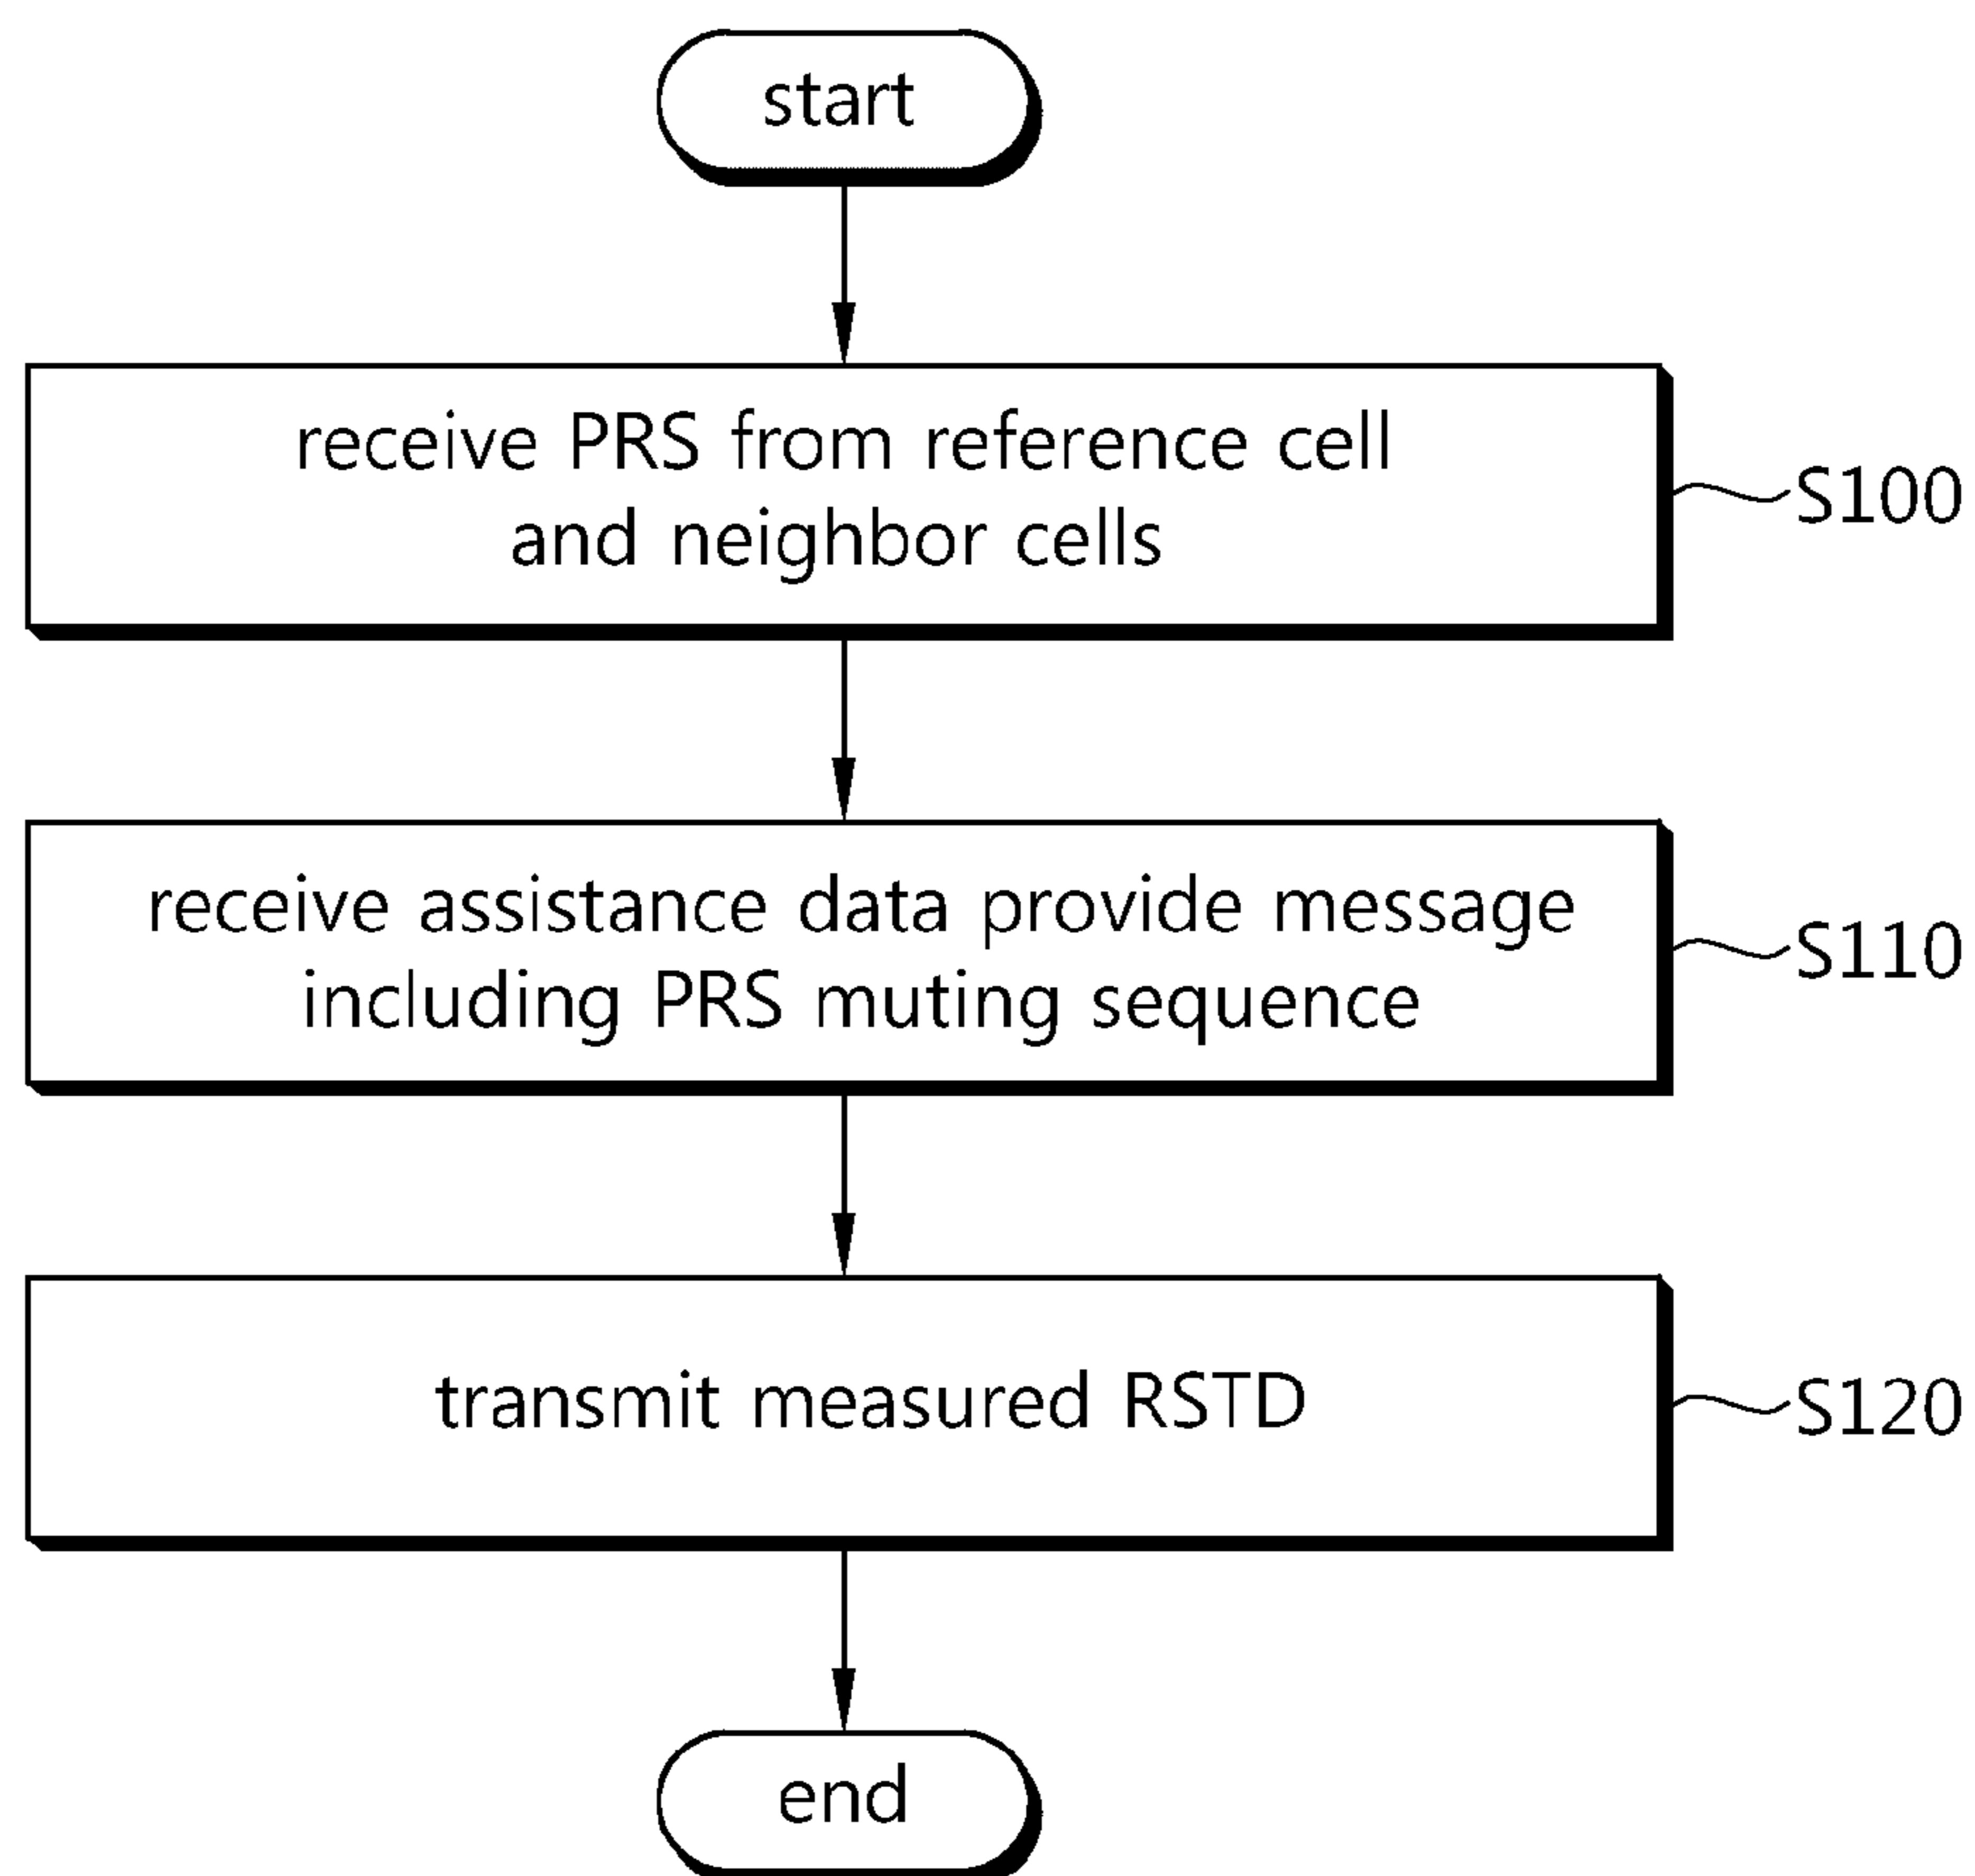 start
receive PRS from reference cell
and neighbor cells
S100
receive assistance data provide message
including PRS muting sequence
S110
transmit measured RSTD
S120
end